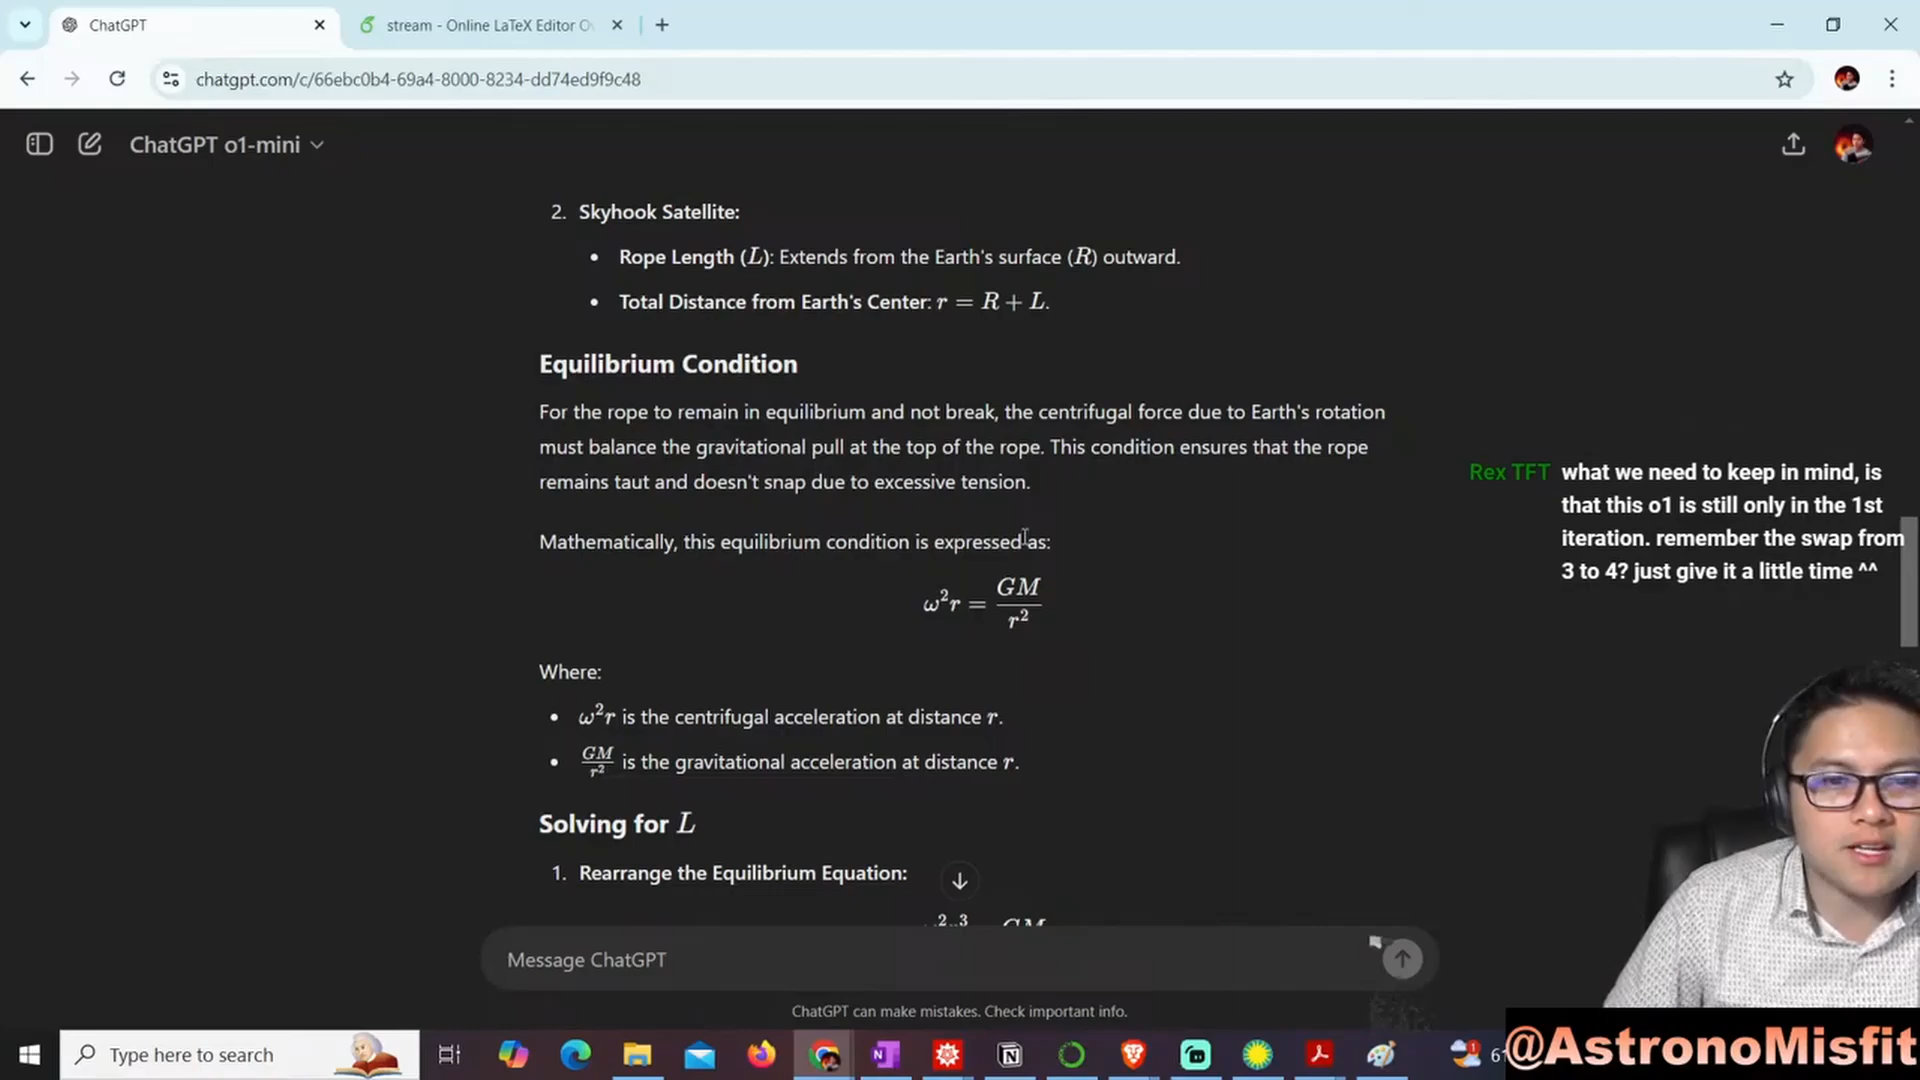 ChatGPT
stream - Online LaTeX Editor Ov
chatgpt.com/c/66ebc0b4-69a4-8000-8234-dd74ed9f9c48
ChatGPT o1-mini
2. Skyhook Satellite:
• Rope Length (L): Extends from the Earth's surface (R) outward.
• Total Distance from Earth's Center: r = R + L.
Equilibrium Condition
For the rope to remain in equilibrium and not break, the centrifugal force due to Earth's rotation
must balance the gravitational pull at the top of the rope. This condition ensures that the rope
remains taut and doesn't snap due to excessive tension.
Mathematically, this equilibrium condition is expressed as:
ω²r = GM/r²
Where:
• ω²r is the centrifugal acceleration at distance r.
• GM/r² is the gravitational acceleration at distance r.
Solving for L
1. Rearrange the Equilibrium Equation:
Message ChatGPT
ChatGPT can make mistakes. Check important info.
Rex TFT what we need to keep in mind, is
that this o1 is still only in the 1st
iteration. remember the swap from
3 to 4? just give it a little time ^^
Type here to search
@AstronoMisfit